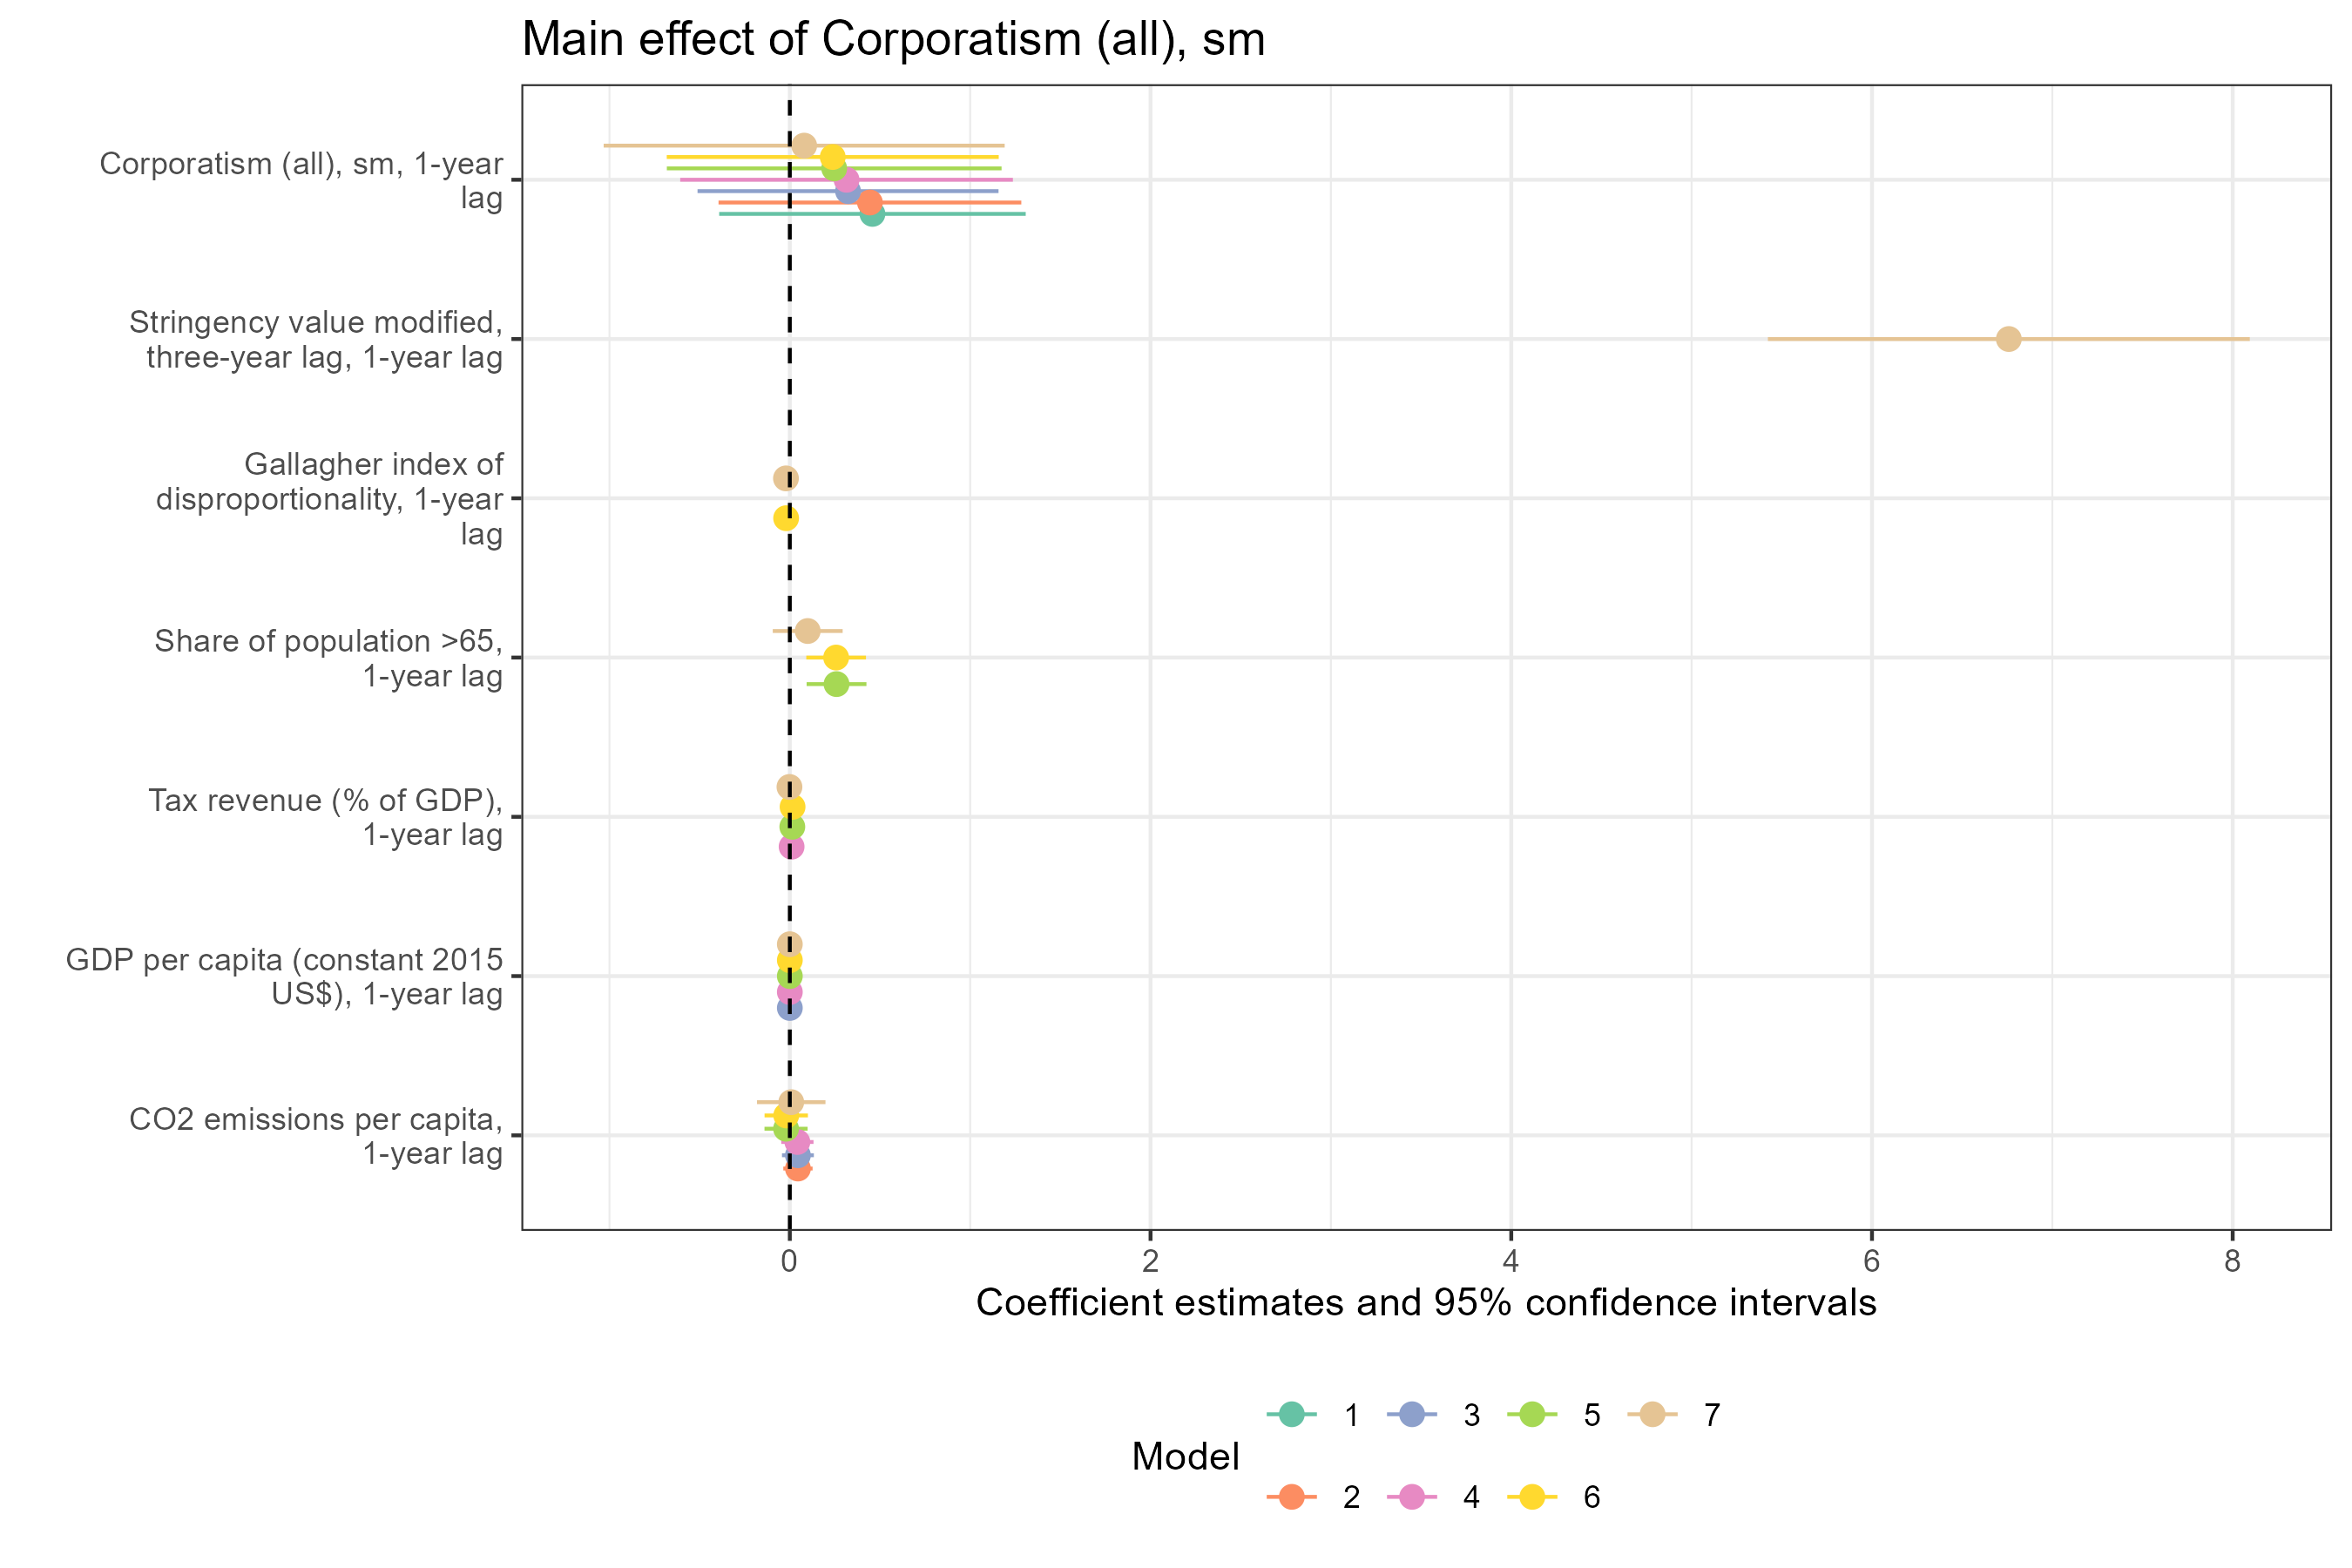 Main effect of Corporatism (all), sm
Corporatism (all), sm, 1-year
lag
Stringency value modified,
three-year lag, 1-year lag
Gallagher index of
disproportionality, 1-year
lag
Share of population >65,
1-year lag
Tax revenue (% of GDP),
1-year lag
GDP per capita (constant 2015
US$), 1-year lag
CO2 emissions per capita,
1-year lag
0 2 4 6 8
Coefficient estimates and 95% confidence intervals
Model
1 3 5 7
2 4 6